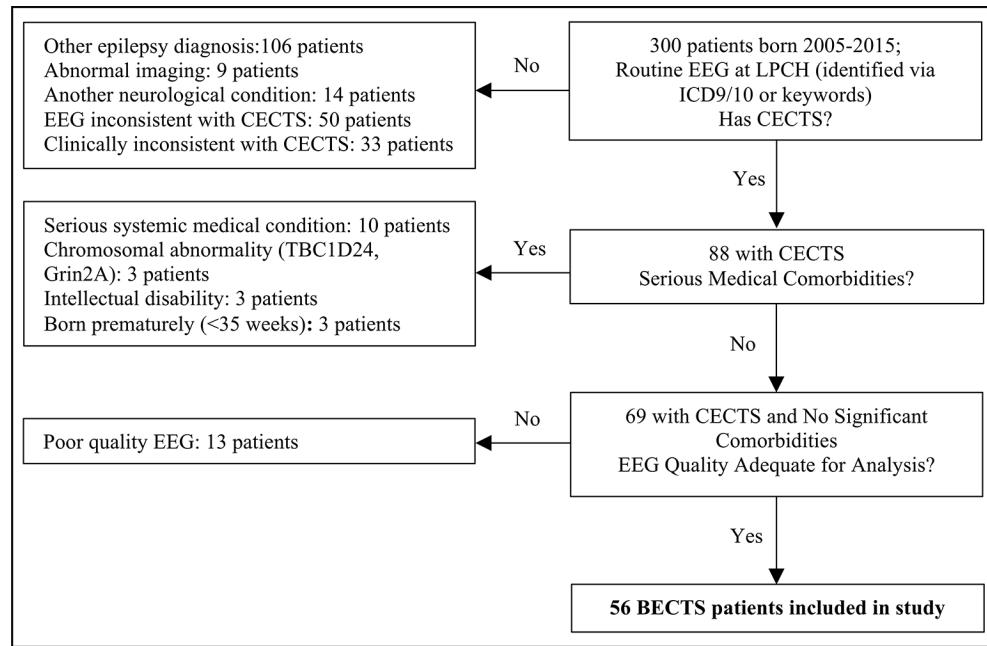 300 patients born 2005-2015;
Routine EEG at LPCH (identified via
ICD9/10 or keywords)
Has CECTS?
No
Other epilepsy diagnosis:106 patients
Abnormal imaging: 9 patients
Another neurological condition: 14 patients
EEG inconsistent with CECTS: 50 patients
Clinically inconsistent with CECTS: 33 patients
Yes
88 with CECTS
Serious Medical Comorbidities?
Yes
Serious systemic medical condition: 10 patients
Chromosomal abnormality (TBC1D24,
Grin2A): 3 patients
Intellectual disability: 3 patients
Born prematurely (<35 weeks): 3 patients
No
69 with CECTS and No Significant
Comorbidities
EEG Quality Adequate for Analysis?
No
Poor quality EEG: 13 patients
Yes
56 BECTS patients included in study